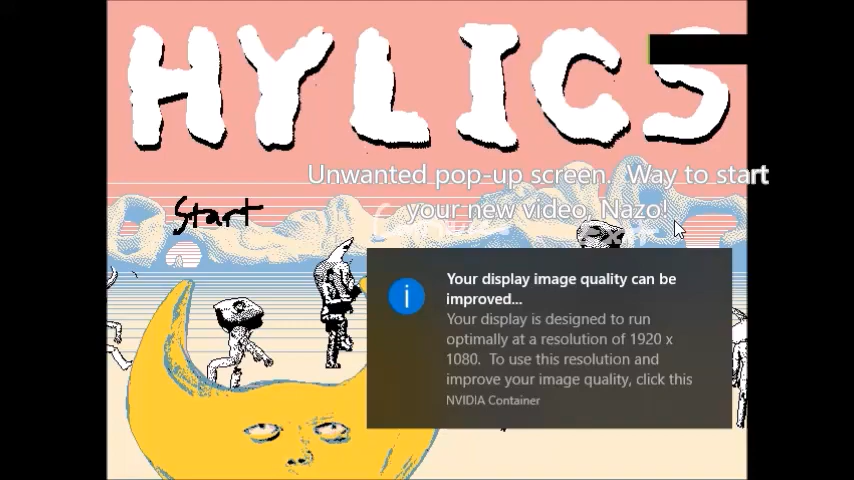 HYLICS
Unwanted pop-up screen. Way to start
your new video, Nazo!
Start
Exit
Your display image quality can be
improved...
Your display is designed to run
optimally at a resolution of 1920 x
1080. To use this resolution and
improve your image quality, click this
NVIDIA Container